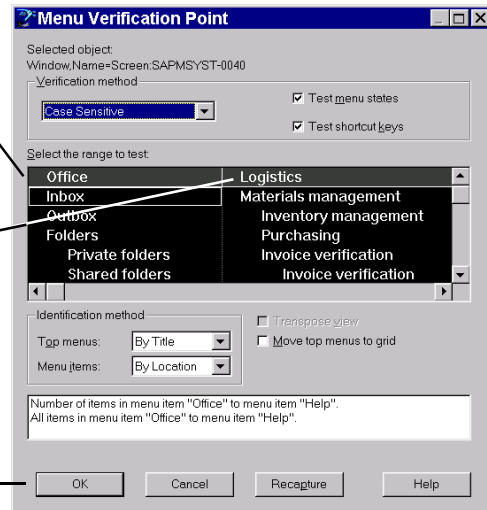 Menu Verification Point
Selected object:
Window,Name=Screen:SAPMSYST-0040
Verification method
Case Sensitive
Test menu states
Test shortcut keys
Select the range to test:
Office Logistics
Inbox Materials management
Outbox Inventory management
Folders Purchasing
Private folders Invoice verification
Shared folders Invoice verification
Identification method
Top menus: By Title
Menu items: By Location
Transpose view
Move top menus to grid
Number of items in menu item "Office" to menu item "Help".
All items in menu item "Office" to menu item "Help".
OK Cancel Recapture Help